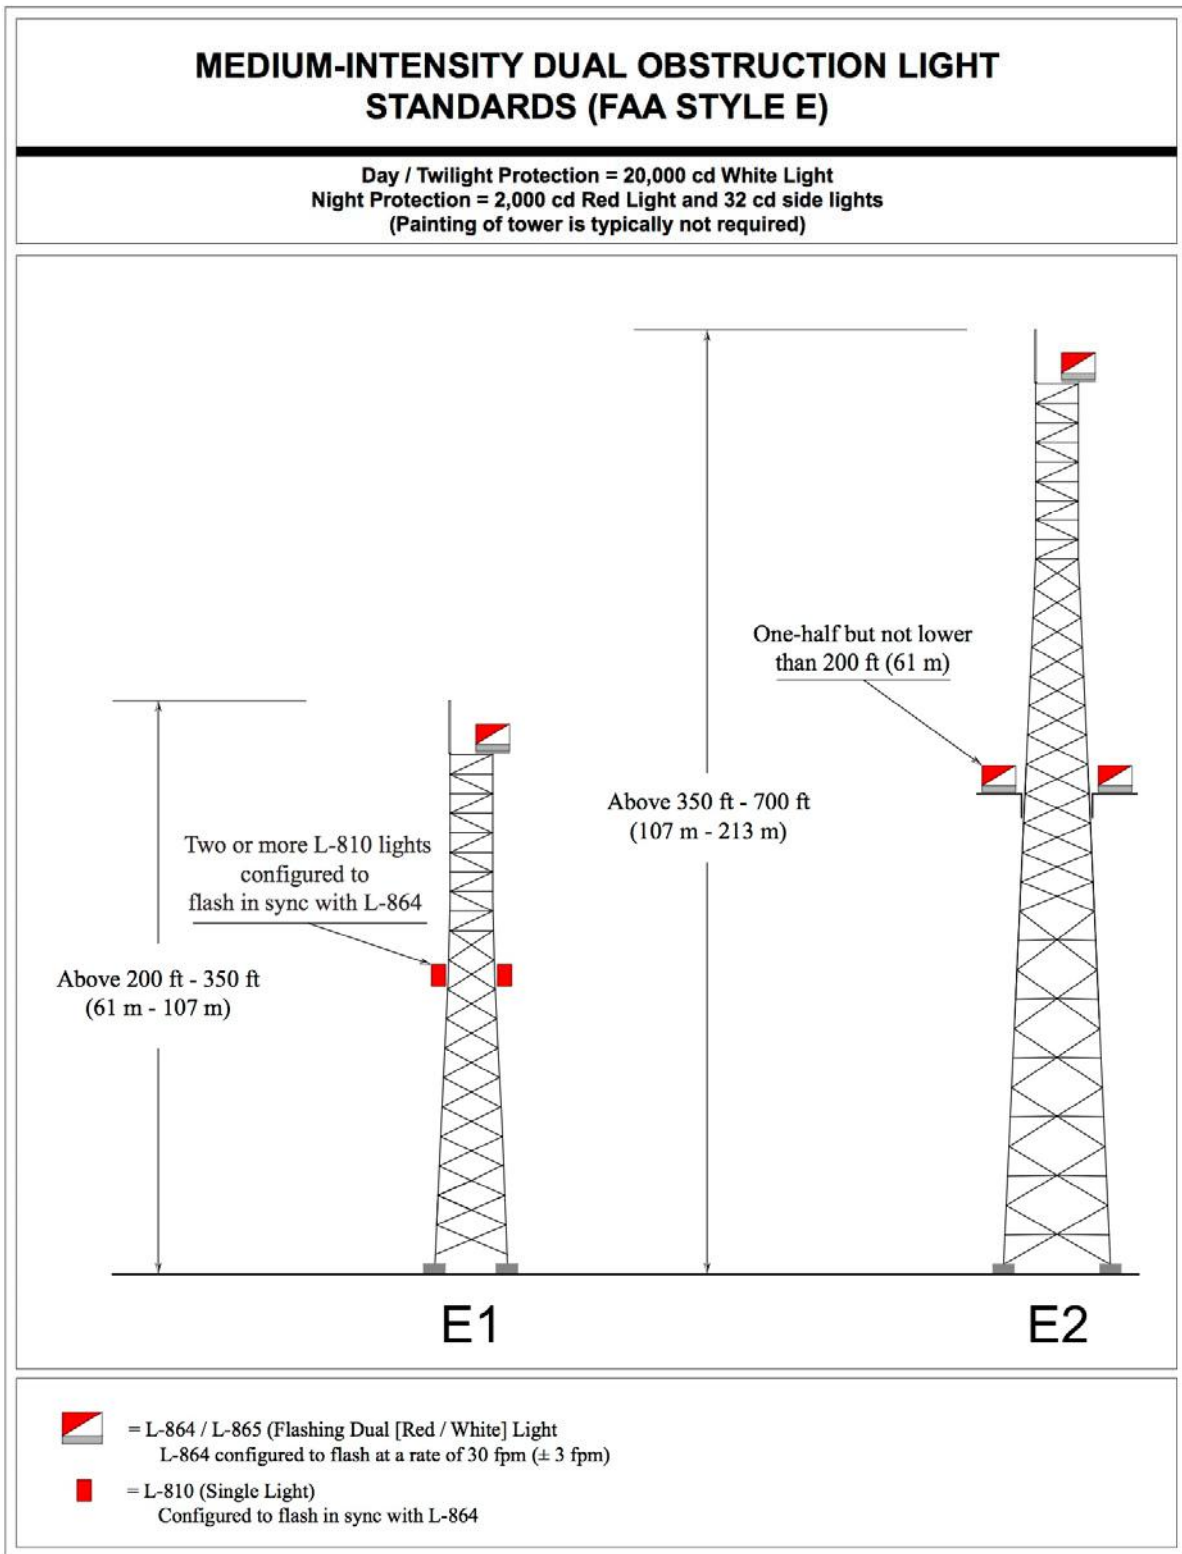 MEDIUM-INTENSITY DUAL OBSTRUCTION LIGHT
STANDARDS (FAA STYLE E)
Day / Twilight Protection = 20,000 cd White Light
Night Protection = 2,000 cd Red Light and 32 cd side lights
(Painting of tower is typically not required)
One-half but not lower
than 200 ft (61 m)
Above 350 ft - 700 ft
(107 m - 213 m)
Two or more L-810 lights
configured to
flash in sync with L-864
Above 200 ft - 350 ft
(61 m - 107 m)
E1
E2
= L-864 / L-865 (Flashing Dual [Red / White] Light
L-864 configured to flash at a rate of 30 fpm (± 3 fpm)
= L-810 (Single Light)
Configured to flash in sync with L-864